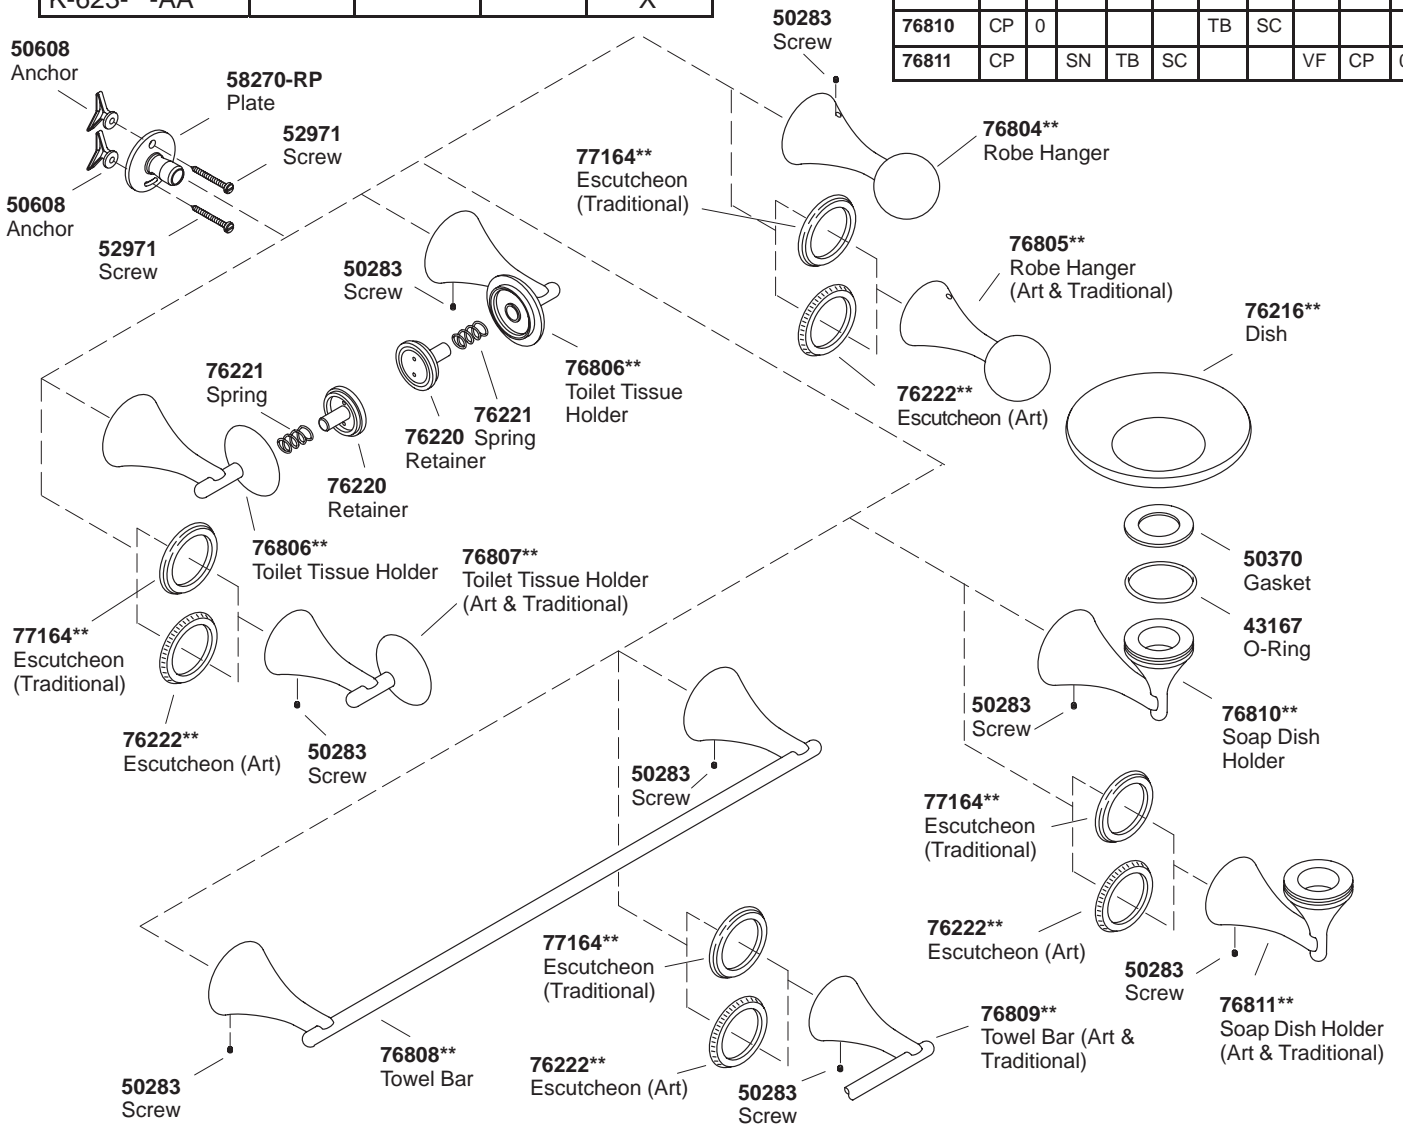 K-623-**-AA X
76810 CP 0 TB SC
76811 CP SN TB SC VF CP
50283
Screw
50608
Anchor
58270-RP
Plate
52971
Screw
50608
Anchor
52971
Screw
76804**
Robe Hanger
77164**
Escutcheon
(Traditional)
76805**
Robe Hanger
(Art & Traditional)
76222**
Escutcheon (Art)
76216**
Dish
50283
Screw
76806**
Toilet Tissue
Holder
76221
Spring
76221
Spring
76220
Retainer
76220
Retainer
76806**
Toilet Tissue Holder
76807**
Toilet Tissue Holder
(Art & Traditional)
77164**
Escutcheon
(Traditional)
76222**
Escutcheon (Art)
50283
Screw
50370
Gasket
43167
O-Ring
50283
Screw
76810**
Soap Dish
Holder
50283
Screw
77164**
Escutcheon
(Traditional)
76222**
Escutcheon (Art)
50283
Screw
76811**
Soap Dish Holder
(Art & Traditional)
77164**
Escutcheon
(Traditional)
76222**
Escutcheon (Art)
76809**
Towel Bar (Art &
Traditional)
50283
Screw
76808**
Towel Bar
50283
Screw